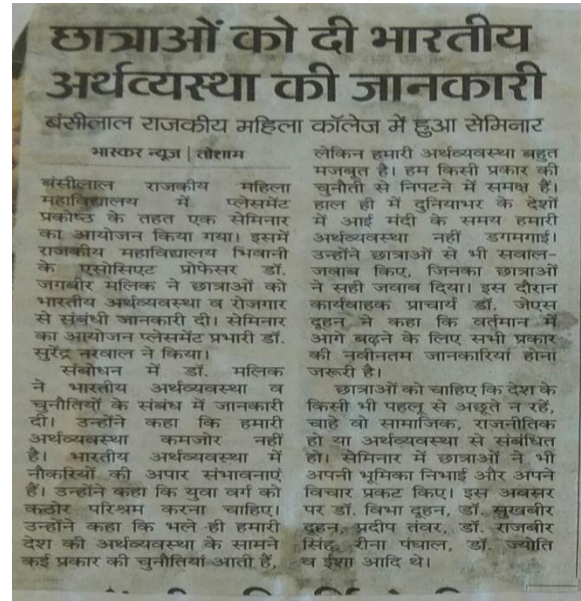 छात्राओं को दी भारतीय
अर्थव्यस्था की जानकारी
बंसीलाल राजकीय महिला कॉलेज में हुआ सेमिनार
भास्कर न्यूज | तोशाम
बंसीलाल राजकीय महिला
महाविद्यालय में प्लेसमेंट
प्रकोष्ठ के तहत एक सेमिनार
का आयोजन किया गया। इसमें
राजकीय महाविद्यालय भिवानी
के एसोसिएट प्रोफेसर डॉ.
जगबीर मलिक ने छात्राओं को
भारतीय अर्थव्यवस्था व रोजगार
से संबंधी जानकारी दी। सेमिनार
का आयोजन प्लेसमेंट प्रभारी डॉ.
सुरेंद्र नरवाल ने किया।
संबोधन में डॉ. मलिक
ने भारतीय अर्थव्यवस्था व
चुनौतियों के संबंध में जानकारी
दी। उन्होंने कहा कि हमारी
अर्थव्यवस्था कमजोर नहीं
है। भारतीय अर्थव्यवस्था में
नौकरियों की अपार संभावनाएं
हैं। उन्होंने कहा कि युवा वर्ग को
कठोर परिश्रम करना चाहिए।
उन्होंने कहा कि भले ही हमारी
देश की अर्थव्यवस्था के सामने
कई प्रकार की चुनौतियां आती हैं,
लेकिन हमारी अर्थव्यवस्था बहुत
मजबूत है। हम किसी प्रकार की
चुनौती से निपटने में समक्ष हैं।
हाल ही में दुनियाभर के देशों
में आई मंदी के समय हमारी
अर्थव्यवस्था नहीं डगमगाई।
उन्होंने छात्राओं से भी सवाल-
जवाब किए, जिनका छात्राओं
ने सही जवाब दिया। इस दौरान
कार्यवाहक प्राचार्य डॉ. जेएस
दूहन ने कहा कि वर्तमान में
आगे बढ़ने के लिए सभी प्रकार
की नवीनतम जानकारियां होना
जरूरी है।
छात्राओं को चाहिए कि देश के
किसी भी पहलू से अछूते न रहें,
चाहे वो सामाजिक, राजनीतिक
हो या अर्थव्यवस्था से संबंधित
हो। सेमिनार में छात्राओं ने भी
अपनी भूमिका निभाई और अपने
विचार प्रकट किए। इस अवसर
पर डॉ. विभा दूहन, डॉ. सुखबीर
दूहन, प्रदीप तंवर, डॉ. राजबीर
सिंह, रीना पंघाल, डॉ. ज्योति
व ईशा आदि थे।